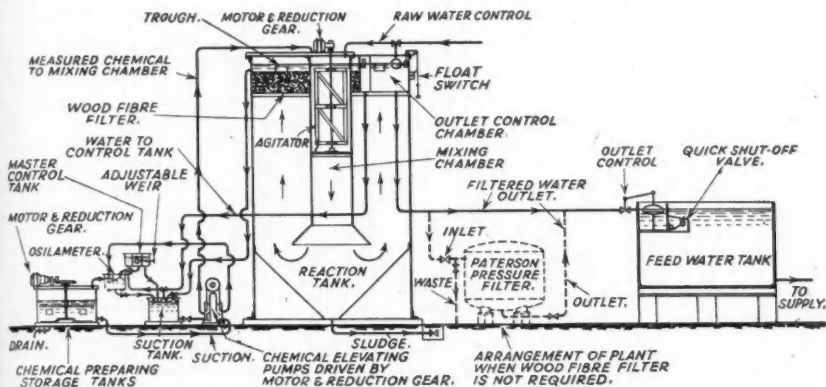 TROUGH.
MOTOR & REDUCTION
GEAR.
RAW WATER CONTROL
MEASURED CHEMICAL
TO MIXING CHAMBER
FLOAT
SWITCH
WOOD FIBRE
FILTER.
AGITATOR
OUTLET CONTROL
CHAMBER.
WATER TO
CONTROL TANK
MIXING
CHAMBER
OUTLET
CONTROL
QUICK SHUT-OFF
VALVE.
MASTER
CONTROL
TANK
ADJUSTABLE
WEIR
FILTERED WATER
OUTLET.
MOTOR & REDUCTION
GEAR.
OSILAMETER.
INLET.
REACTION
TANK.
PATERSON
PRESSURE
FILTER.
FEED WATER TANK
WASTE
OUTLET.
TO
SUPPLY.
DRAIN.
SUCTION
TANK.
SUCTION.
SLUDGE.
CHEMICAL PREPARING
STORAGE TANKS
CHEMICAL ELEVATING
PUMPS DRIVEN BY
MOTOR & REDUCTION GEAR.
ARRANGEMENT OF PLANT
WHEN WOOD FIBRE FILTER
IS NOT REQUIRED.